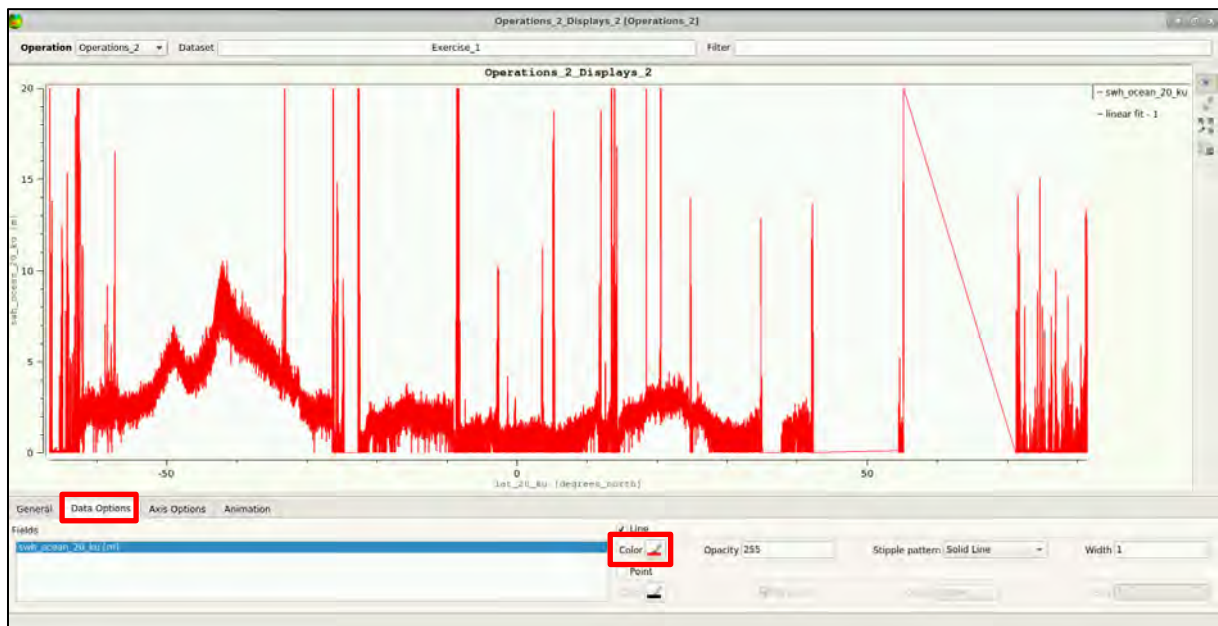 Operations_2_Displays_2 [Operations_2]
Operation Operations_2 Dataset Exercise_1 Filter
Operations_2_Displays_2
20
15
10
5
0
swh_ocean_20_ku (m)
swh_ocean_20_ku
linear fit - 1
-50 0 50
lat_20_ku (degrees_north)
General Data Options Axis Options Animation
Fields
swh_ocean_20_ku (m)
Line
Color Opacity 255 Stipple pattern Solid Line Width 1
Point